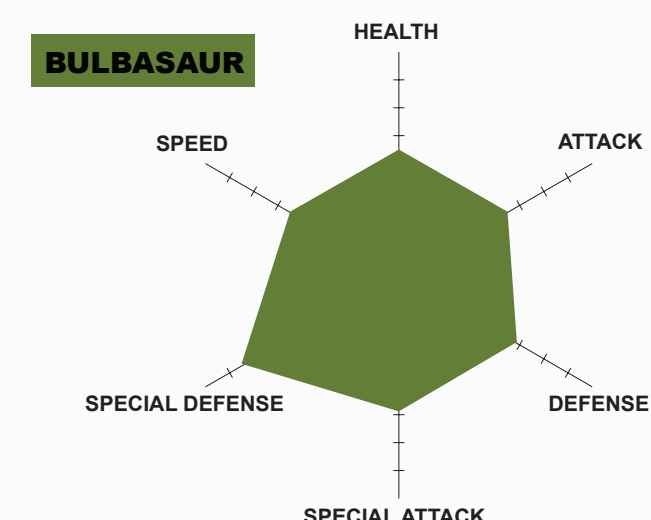 HEALTH
BULBASAUR
SPEED
ATTACK
SPECIAL DEFENSE
DEFENSE
SPECIAL ATTACK